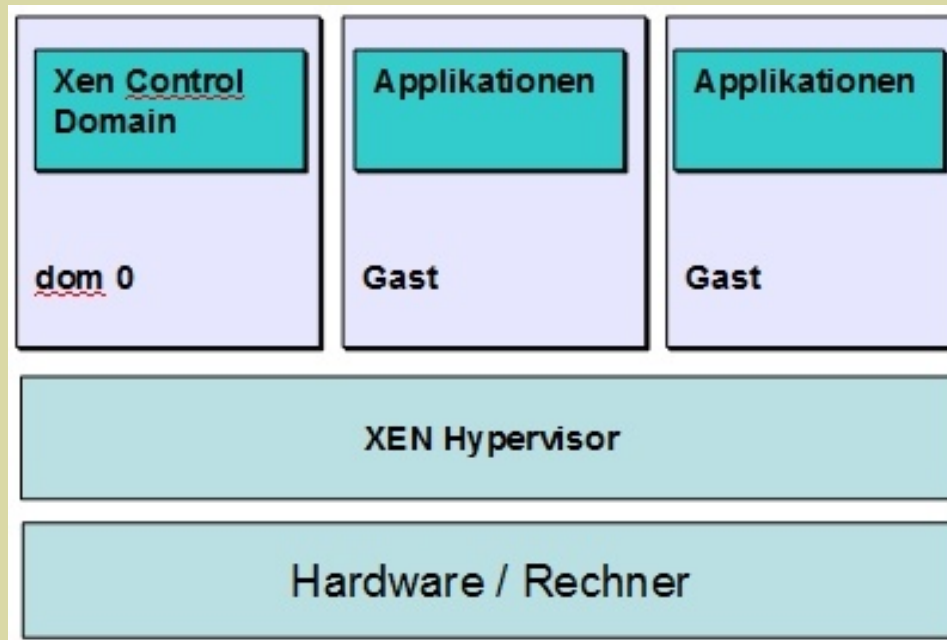 Xen Control
Domain
Applikationen
Applikationen
dom 0
Gast
Gast
XEN Hypervisor
Hardware / Rechner